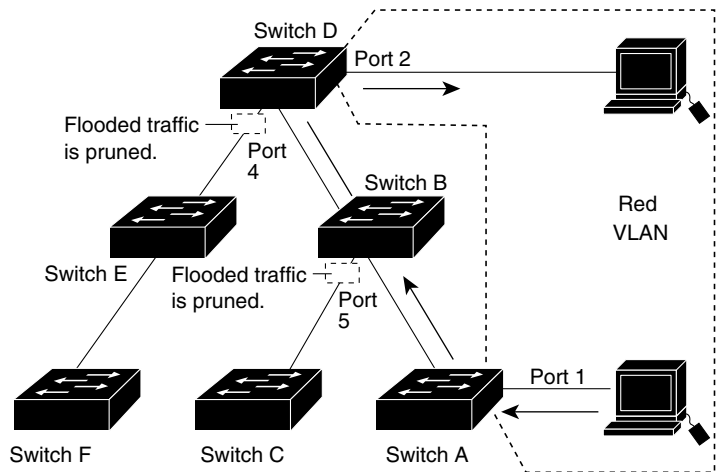 Switch D
Port 2
Flooded traffic
is pruned.
Port
4
Switch B
Red
VLAN
Switch E
Flooded traffic
is pruned.
Port
5
Port 1
Switch F
Switch C
Switch A